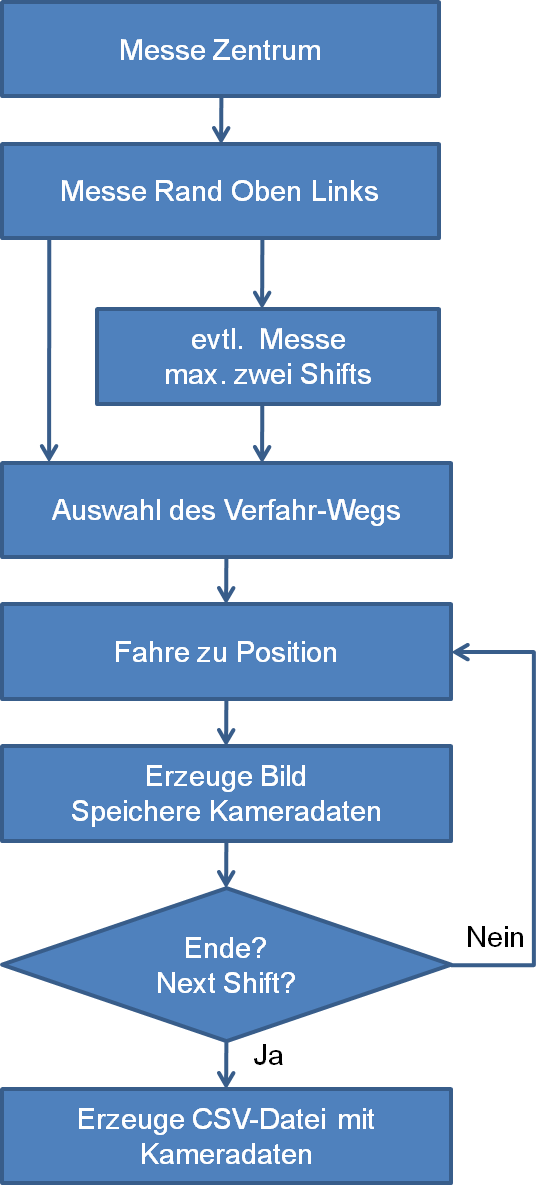 Messe Zentrum
Messe Rand Oben Links
evtl. Messe
max. zwei Shifts
Auswahl des Verfahr-Wegs
Fahre zu Position
Erzeuge Bild
Speichere Kameradaten
Ende?
Next Shift?
Nein
Ja
Erzeuge CSV-Datei mit
Kameradaten